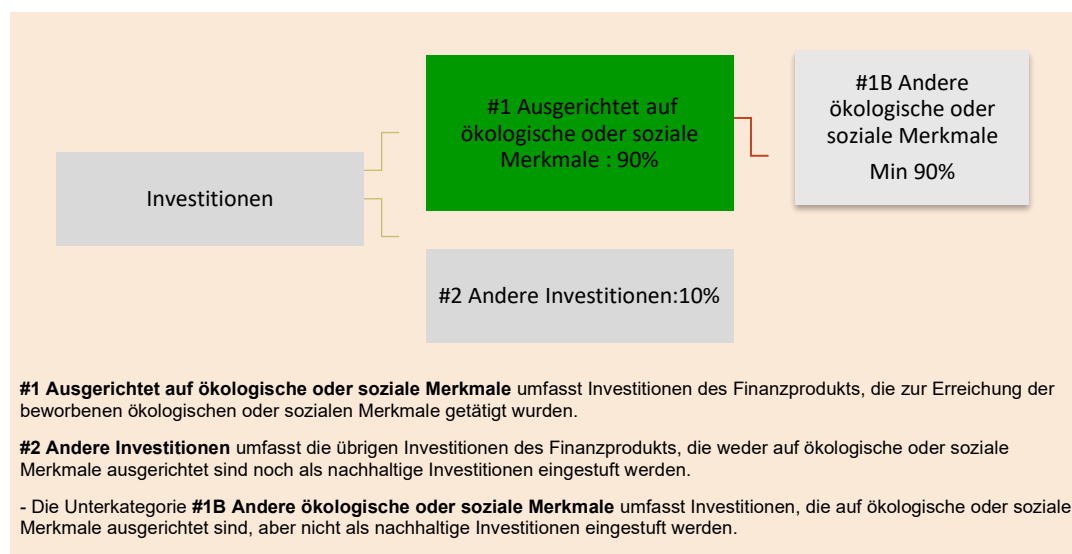 #1 Ausgerichtet auf
ökologische oder soziale
Merkmale : 90%
#1B Andere
ökologische oder
soziale Merkmale
Min 90%
Investitionen
#2 Andere Investitionen:10%
#1 Ausgerichtet auf ökologische oder soziale Merkmale umfasst Investitionen des Finanzprodukts, die zur Erreichung der
beworbenen ökologischen oder sozialen Merkmale getätigt wurden.
#2 Andere Investitionen umfasst die übrigen Investitionen des Finanzprodukts, die weder auf ökologische oder soziale
Merkmale ausgerichtet sind noch als nachhaltige Investitionen eingestuft werden.
- Die Unterkategorie #1B Andere ökologische oder soziale Merkmale umfasst Investitionen, die auf ökologische oder soziale
Merkmale ausgerichtet sind, aber nicht als nachhaltige Investitionen eingestuft werden.